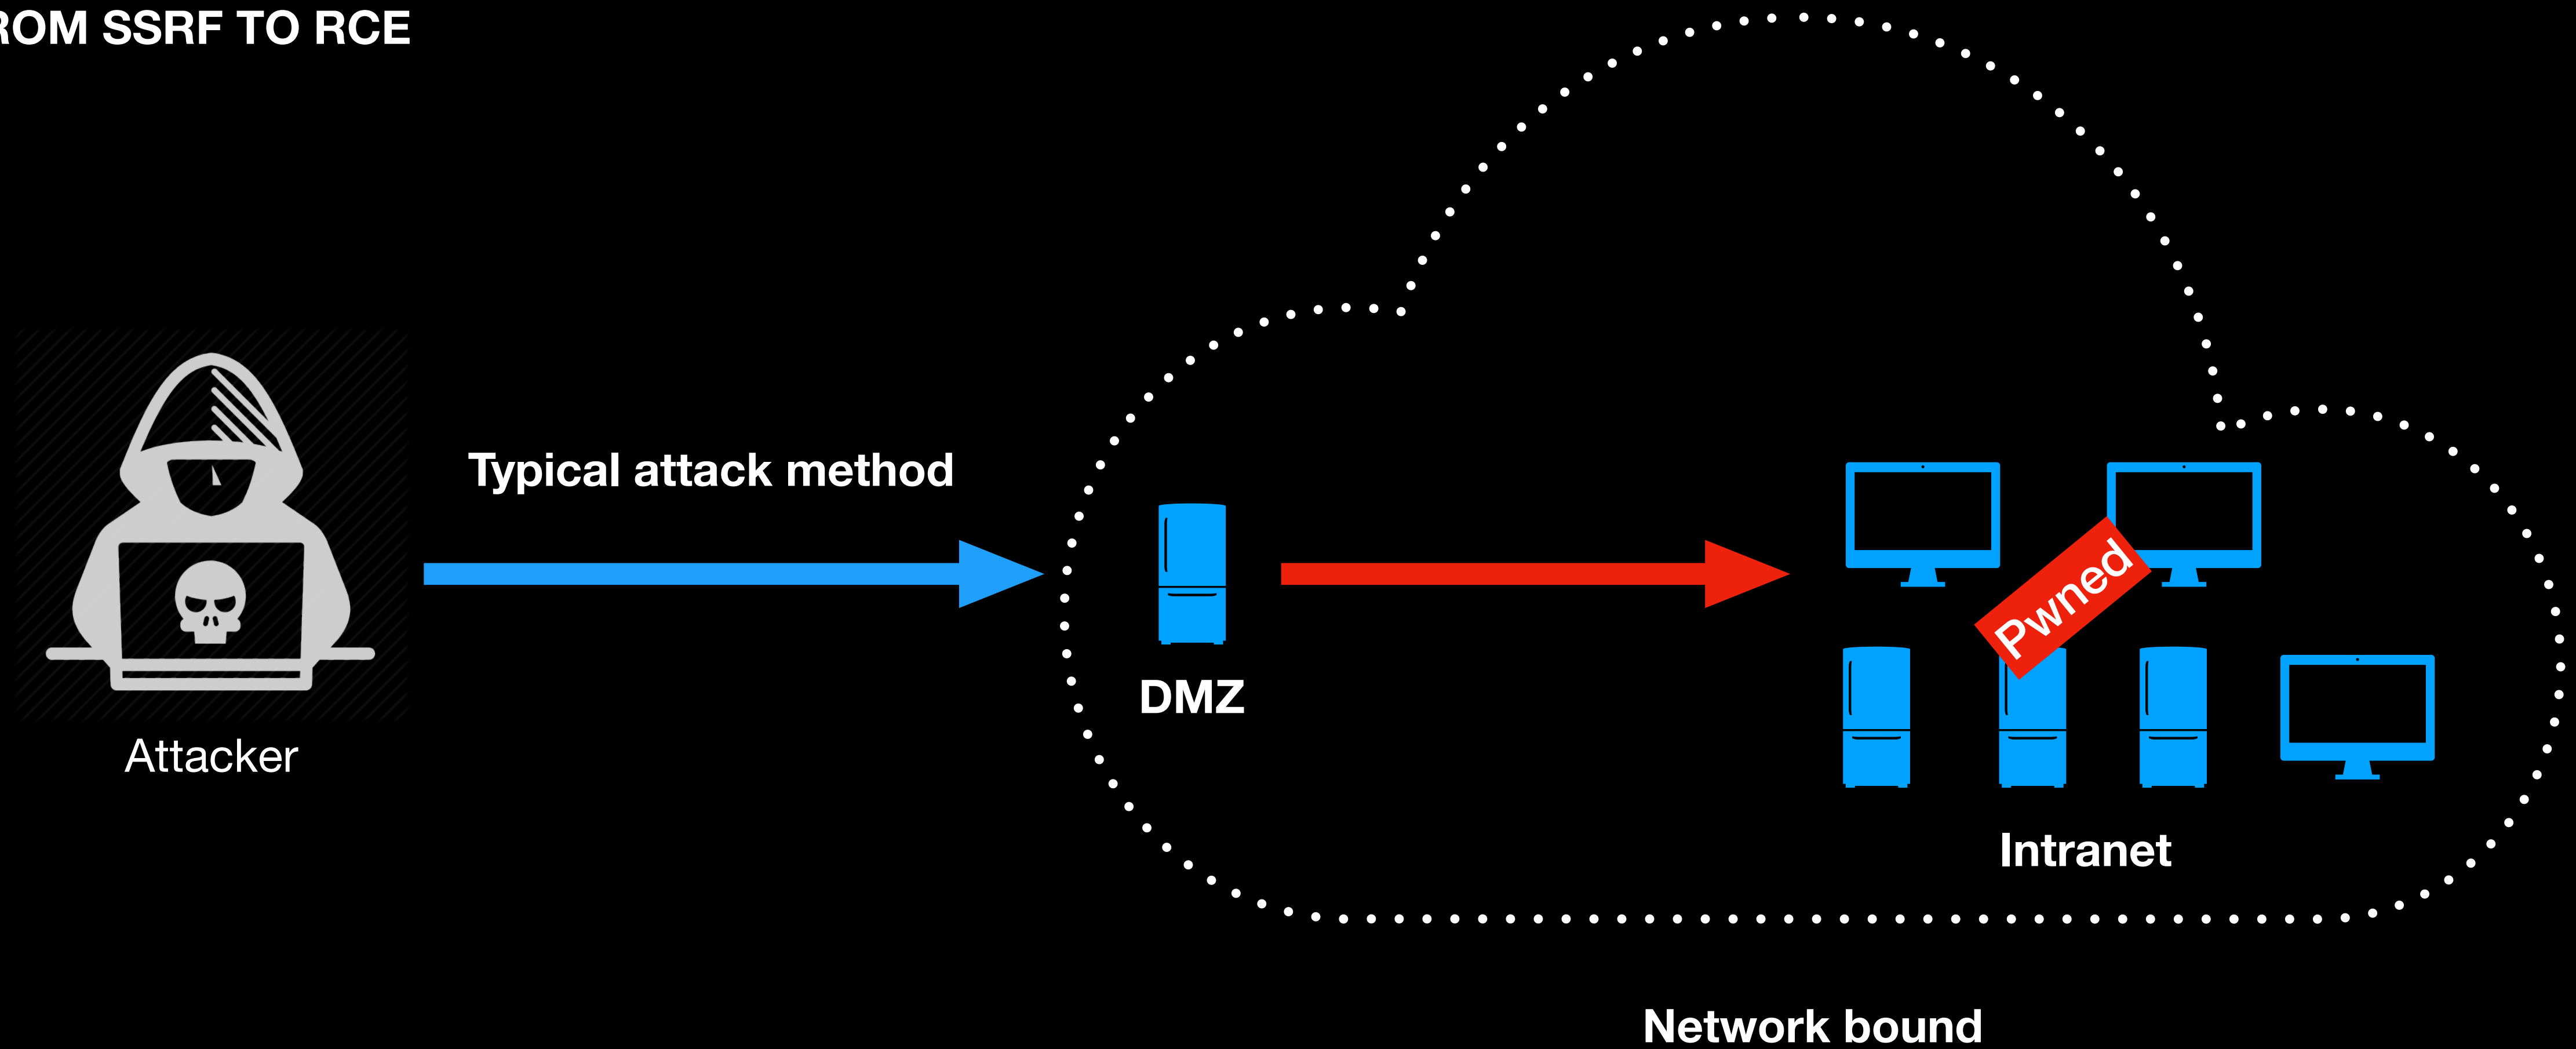 ROM SSRF TO RCE
Typical attack method
Pwned
DMZ
Attacker
Intranet
Network bound